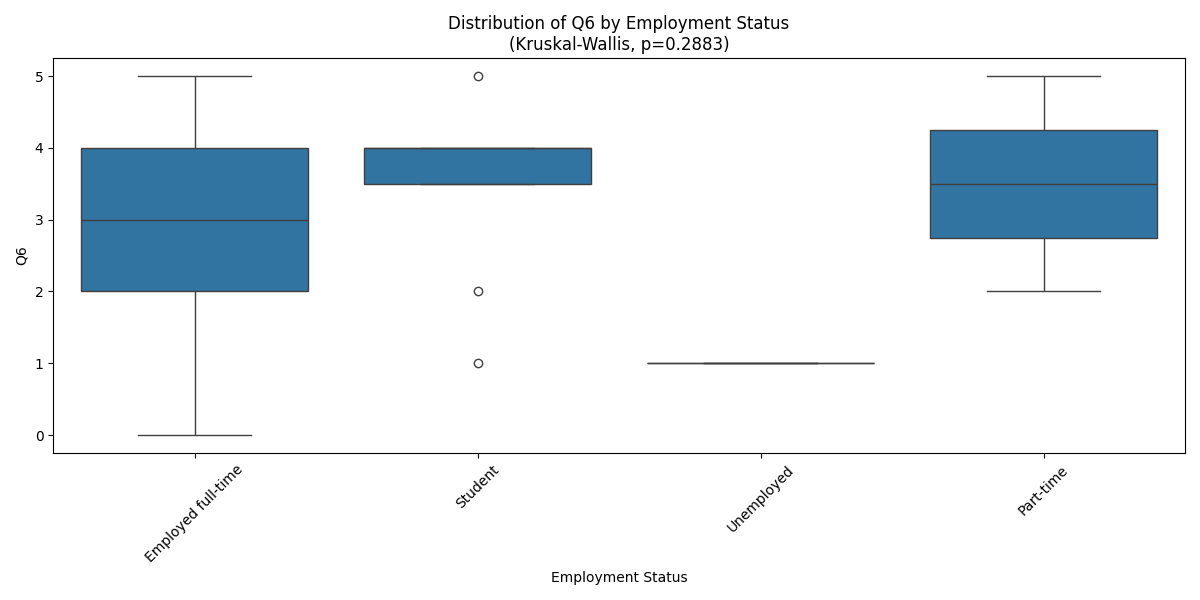 Distribution of Q6 by Employment Status
(Kruskal-Wallis, p=0.2883)
5
4
3
2
1
0
Q6
Employed full-time
Student
Unemployed
Part-time
Employment Status